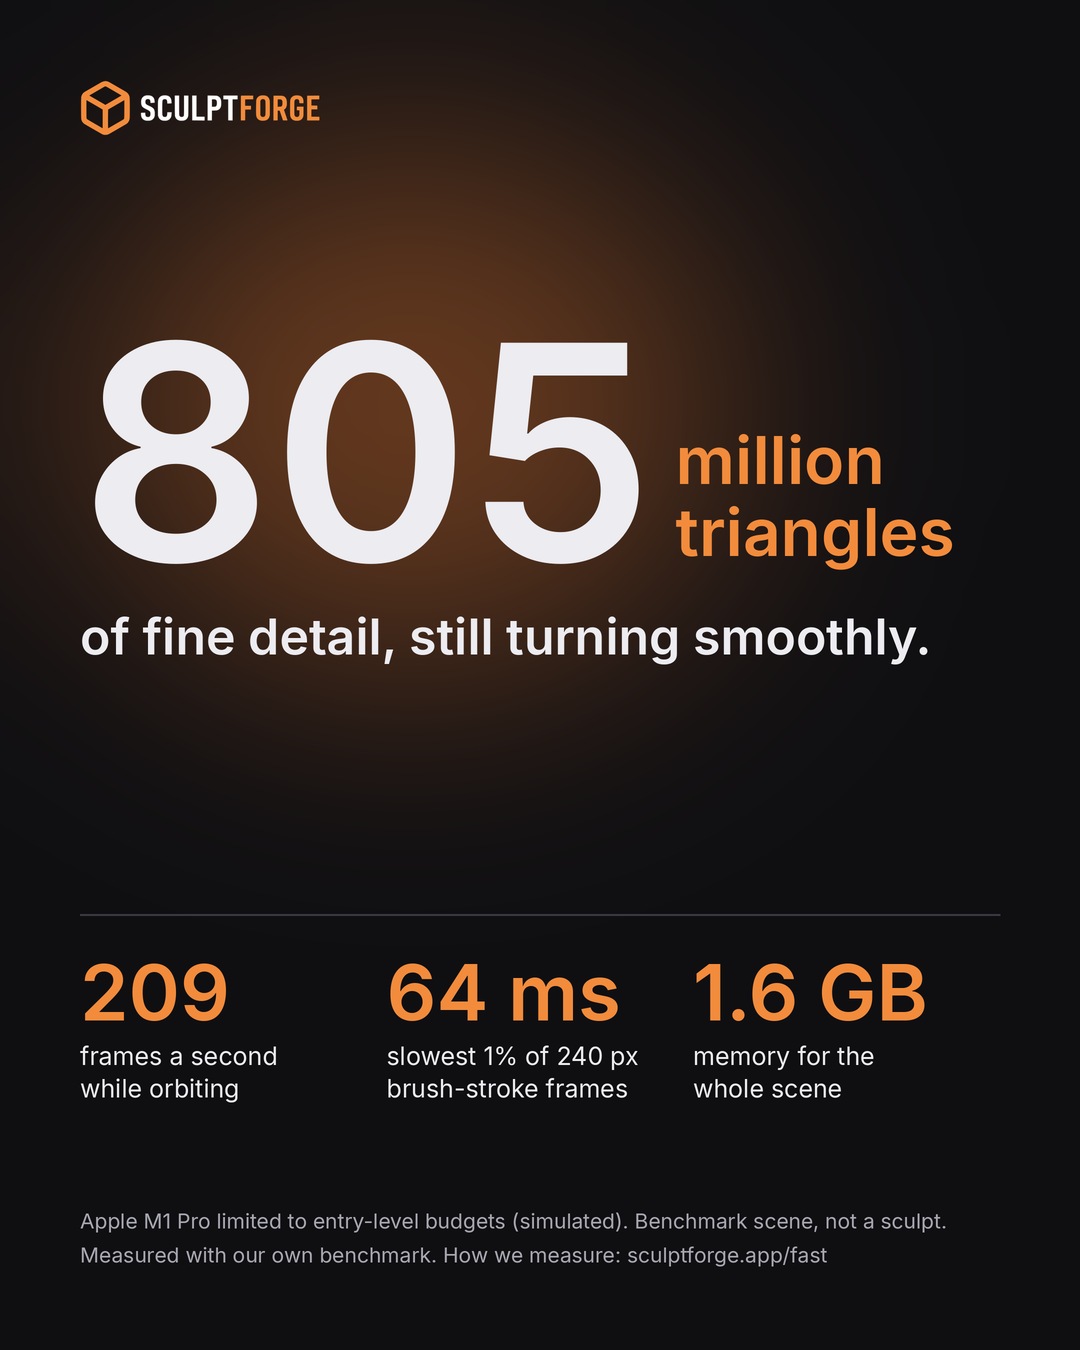 SCULPTFORGE
805 million
triangles
of fine detail, still turning smoothly.
209
frames a second
while orbiting
64 ms
slowest 1% of 240 px
brush-stroke frames
1.6 GB
memory for the
whole scene
Apple M1 Pro limited to entry-level budgets (simulated). Benchmark scene, not a sculpt.
Measured with our own benchmark. How we measure: sculptforge.app/fast